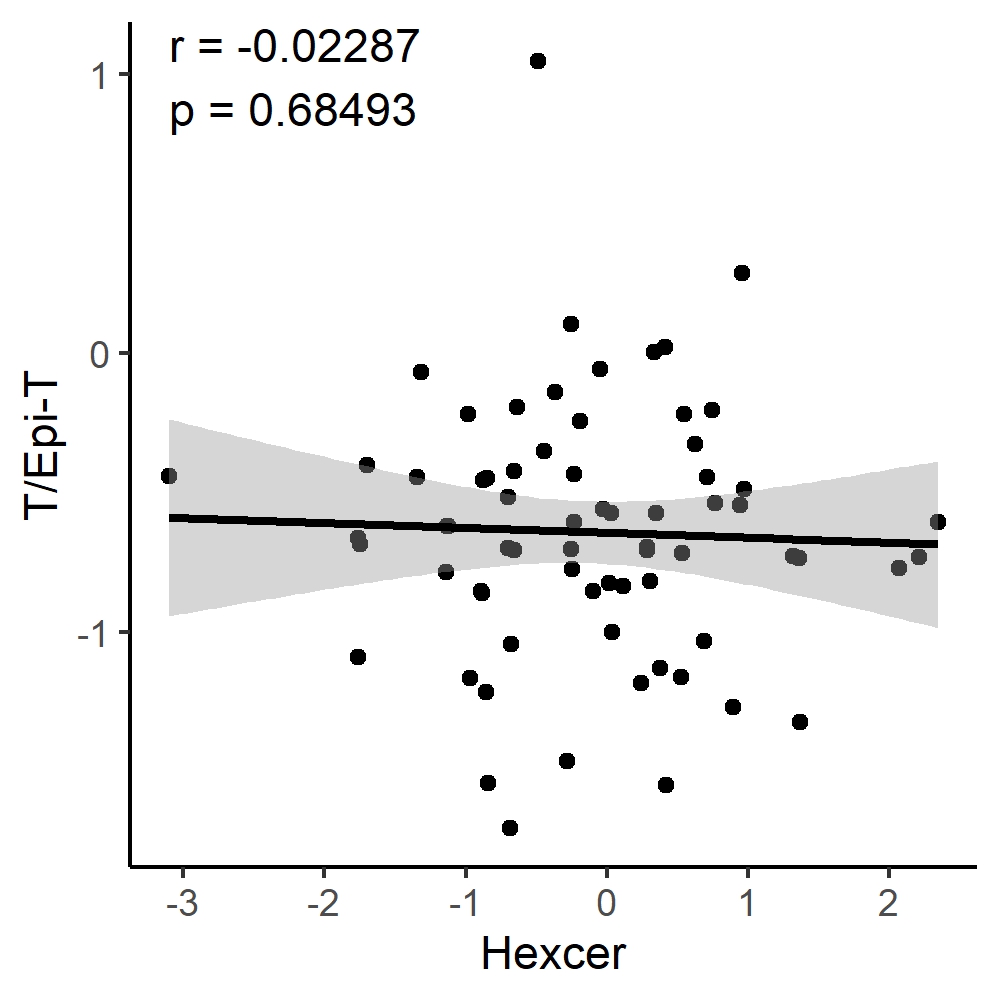 r = -0.02287
p = 0.68493
1
0
-1
T/Epi-T
-3 -2 -1 0 1 2
Hexcer